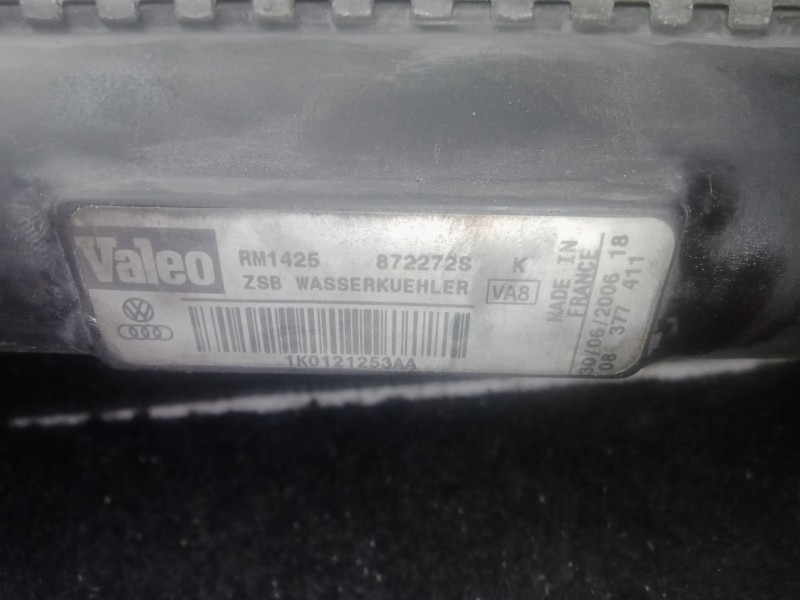 Valeo
RM1425 872272S K
ZSB WASSERKUEHLER VA8
1K0121253AA
MADE IN
FRANCE
30/06/2006 18
08 377 411